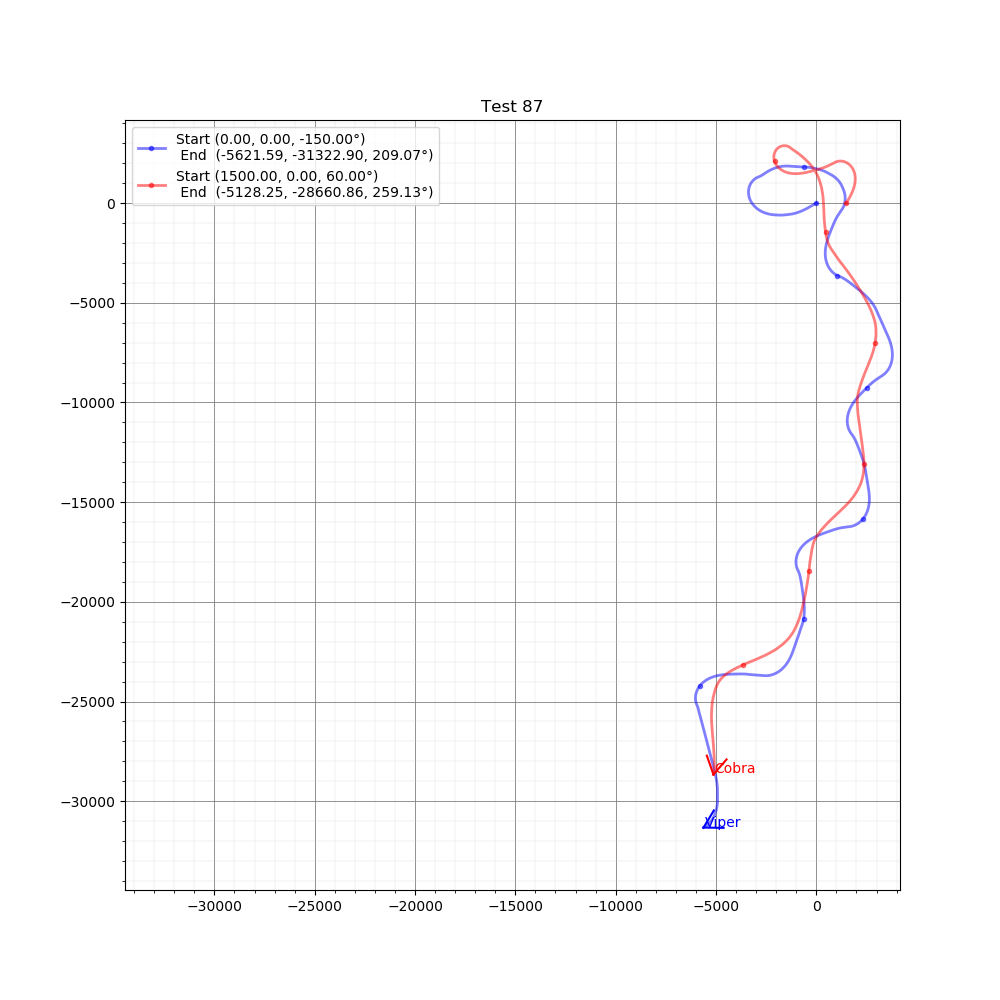 Test 87
Start (0.00, 0.00, -150.00°)
End (-5621.59, -31322.90, 209.07°)
Start (1500.00, 0.00, 60.00°)
End (-5128.25, -28660.86, 259.13°)
0
−5000
−10000
−15000
−20000
−25000
−30000
Cobra
Viper
−30000 −25000 −20000 −15000 −10000 −5000 0